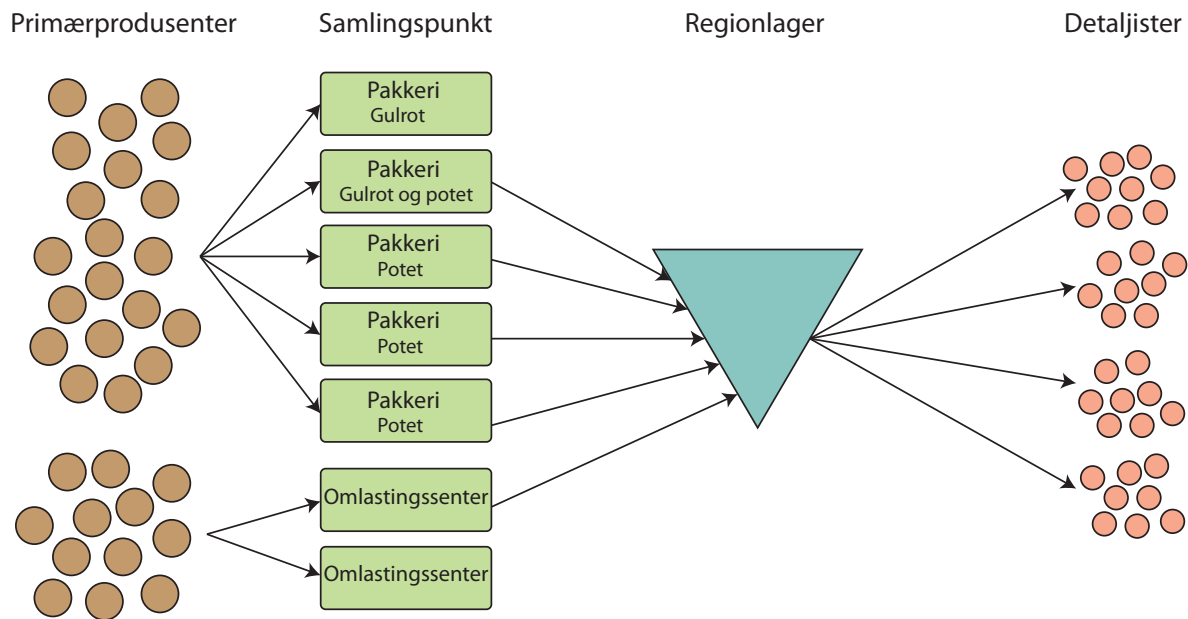 Primærprodusenter
Samlingspunkt
Regionlager
Detaljister
Pakkeri
Gulrot
Pakkeri
Gulrot og potet
Pakkeri
Potet
Pakkeri
Potet
Pakkeri
Potet
Omlastingssenter
Omlastingssenter